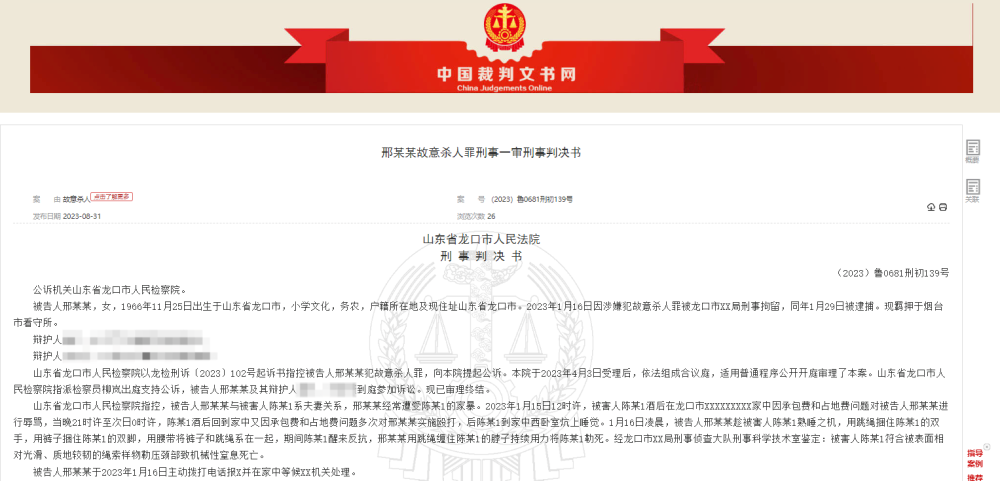 中国裁判文书网
China Judgements Online
邢某某故意杀人罪刑事一审刑事判决书
概要
案 由 故意杀人 点击了解更多
案 号 （2023）鲁0681刑初139号
关联
发布日期 2023-08-31
浏览次数 26
山东省龙口市人民法院
刑 事 判 决 书
（2023）鲁0681刑初139号
公诉机关山东省龙口市人民检察院。
被告人邢某某，女，1966年11月25日出生于山东省龙口市，小学文化，务农，户籍所在地及现住址山东省龙口市。2023年1月16日因涉嫌犯故意杀人罪被龙口市XX局刑事拘留，同年1月29日被逮捕。现羁押于烟台
市看守所。
辩护人
辩护人
山东省龙口市人民检察院以龙检刑诉（2023）102号起诉书指控被告人邢某某犯故意杀人罪，向本院提起公诉。本院于2023年4月3日受理后，依法组成合议庭，适用普通程序公开开庭审理了本案。山东省龙口市人
民检察院指派检察员柳岚出庭支持公诉，被告人邢某某及其辩护人 到庭参加诉讼。现已审理终结。
山东省龙口市人民检察院指控，被告人邢某某与被害人陈某1系夫妻关系，邢某某经常遭受陈某1的家暴。2023年1月15日12时许，被害人陈某1酒后在龙口市XXXXXXXXX家中因承包费和占地费问题对被告人邢某某进
行辱骂，当晚21时许至次日0时许，陈某1酒后回到家中又因承包费和占地费问题多次对邢某某实施殴打，后陈某1到家中西卧室炕上睡觉。1月16日凌晨，被告人邢某某趁被害人陈某1熟睡之机，用跳绳捆住陈某1的双
手，用裤子捆住陈某1的双脚，用腰带将裤子和跳绳系在一起，期间陈某1醒来反抗，邢某某用跳绳缠住陈某1的脖子持续用力将陈某1勒死。经龙口市XX局刑事侦查大队刑事科学技术室鉴定：被害人陈某1符合被表面相
对光滑、质地较韧的绳索样物勒压颈部致机械性窒息死亡。
指导
案例
被告人邢某某于2023年1月16日主动拨打电话报X并在家中等候XX机关处理。
推荐